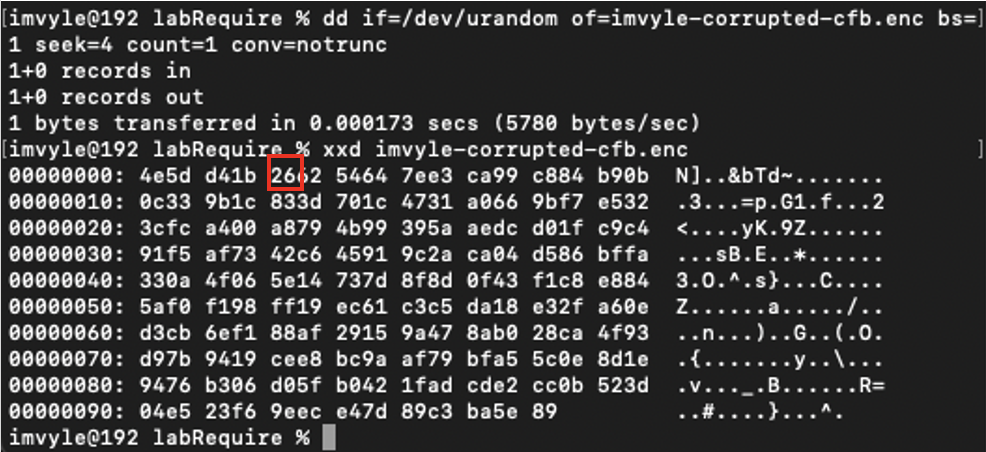 [imvyle@192 labRequire % dd if=/dev/urandom of=imvyle-corrupted-cfb.enc bs=]
1 seek=4 count=1 conv=notrunc
1+0 records in
1+0 records out
1 bytes transferred in 0.000173 secs (5780 bytes/sec)
[imvyle@192 labRequire % xxd imvyle-corrupted-cfb.enc ]
00000000: 4e5d d41b 2662 5464 7ee3 ca99 c884 b90b N]..&bTd~.......
00000010: 0c33 9b1c 833d 701c 4731 a066 9bf7 e532 .3...=p.G1.f...2
00000020: 3cfc a400 a879 4b99 395a aedc d01f c9c4 <....yK.9Z......
00000030: 91f5 af73 42c6 4591 9c2a ca04 d586 bffa ...sB.E..*......
00000040: 330a 4f06 5e14 737d 8f8d 0f43 f1c8 e884 3.O.^.s}...C....
00000050: 5af0 f198 ff19 ec61 c3c5 da18 e32f a60e Z......a...../..
00000060: d3cb 6ef1 88af 2915 9a47 8ab0 28ca 4f93 ..n...)..G..(.O.
00000070: d97b 9419 cee8 bc9a af79 bfa5 5c0e 8d1e .{.......y..\...
00000080: 9476 b306 d05f b042 1fad cde2 cc0b 523d .v..._.B......R=
00000090: 04e5 23f6 9eec e47d 89c3 ba5e 89 ..#....}...^.
imvyle@192 labRequire %